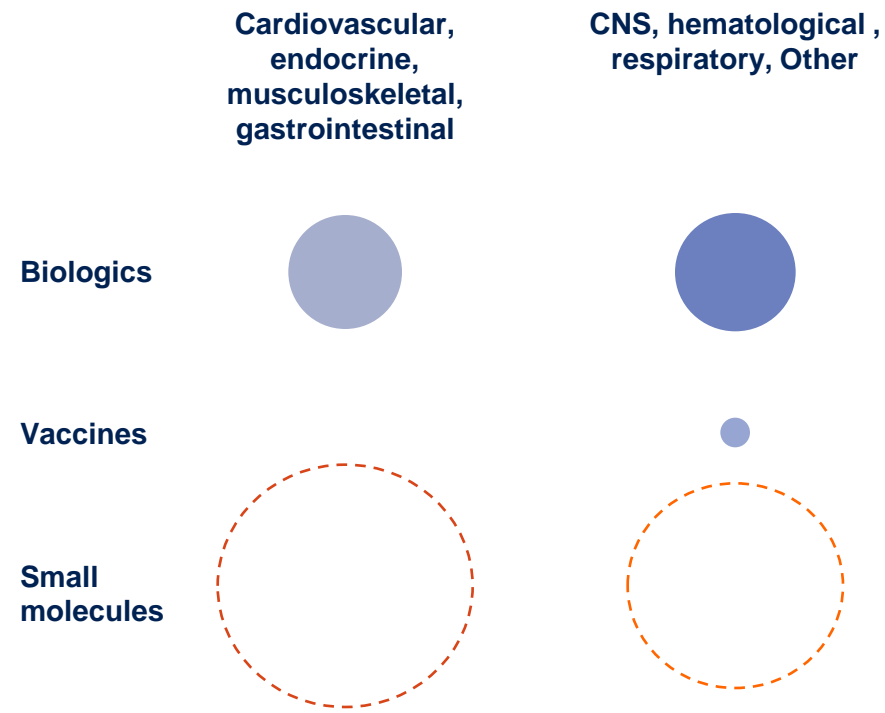 Cardiovascular,
endocrine,
musculoskeletal,
gastrointestinal
CNS, hematological ,
respiratory, Other
Biologics
Vaccines
Small
molecules